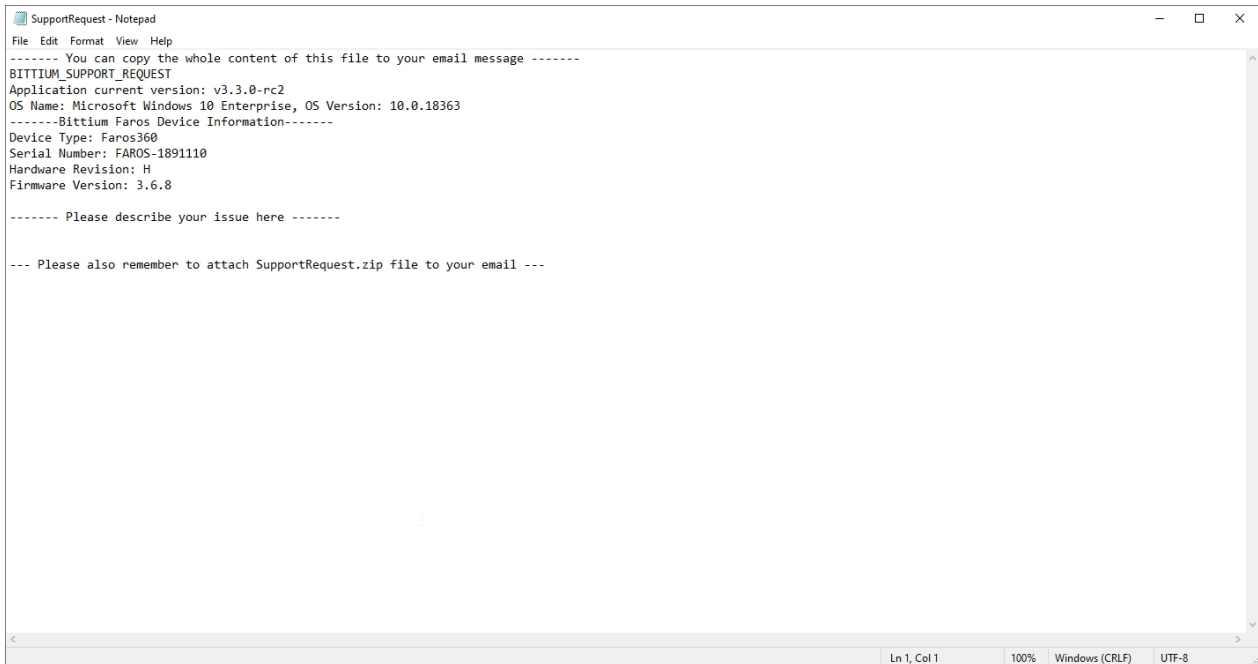 SupportRequest - Notepad
File Edit Format View Help
------- You can copy the whole content of this file to your email message -------
BITTIUM_SUPPORT_REQUEST
Application current version: v3.3.0-rc2
OS Name: Microsoft Windows 10 Enterprise, OS Version: 10.0.18363
-------Bittium Faros Device Information-------
Device Type: Faros360
Serial Number: FAROS-1891110
Hardware Revision: H
Firmware Version: 3.6.8
------- Please describe your issue here -------
--- Please also remember to attach SupportRequest.zip file to your email ---
Ln 1, Col 1 100% Windows (CRLF) UTF-8